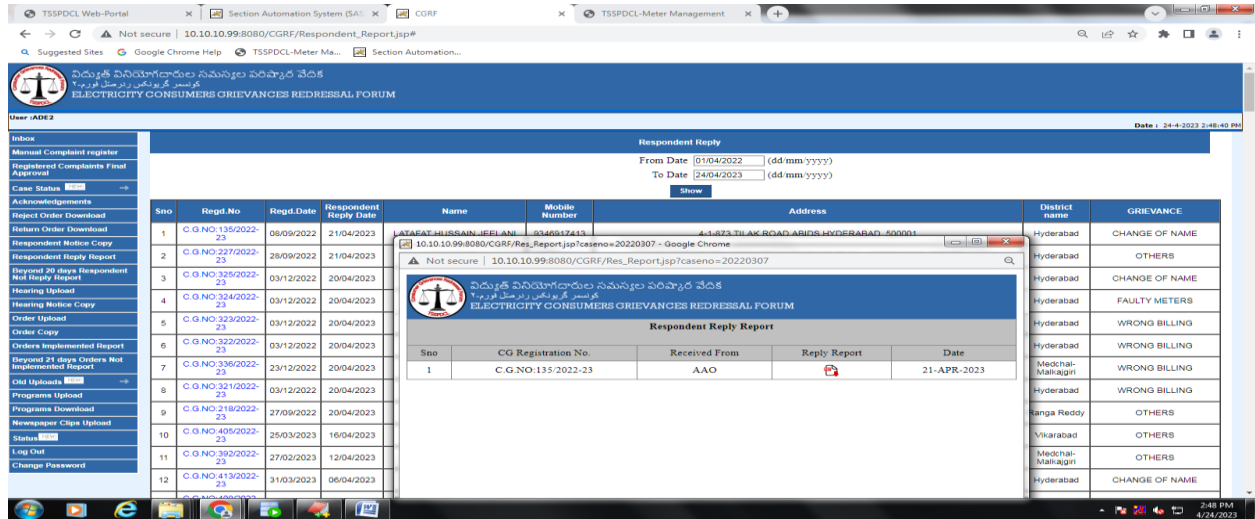 TSSPDCL Web-Portal
Section Automation System (SAS
CGRF
TSSPDCL-Meter Management
Not secure | 10.10.10.99:8080/CGRF/Respondent_Report.jsp#
Suggested Sites Google Chrome Help TSSPDCL-Meter Ma... Section Automation...
విద్యుత్ వినియోగదారుల సమస్యల పరిష్కార వేదిక
ELECTRICITY CONSUMERS GRIEVANCES REDRESSAL FORUM
User :ADE2
Date : 24-4-2023 2:48:40 PM
Inbox
Manual Complaint register
Registered Complaints Final Approval
Case Status NEW
Acknowledgements
Reject Order Download
Return Order Download
Respondent Notice Copy
Respondent Reply Report
Beyond 20 days Respondent Not Reply Report
Hearing Upload
Hearing Notice Copy
Order Upload
Order Copy
Orders Implemented Report
Beyond 21 days Orders Not Implemented Report
Old Uploads NEW
Programs Upload
Programs Download
Newspaper Clips Upload
Status NEW
Log Out
Change Password
Respondent Reply
From Date 01/04/2022 (dd/mm/yyyy)
To Date 24/04/2023 (dd/mm/yyyy)
Show
Sno Regd.No Regd.Date Respondent Reply Date Name Mobile Number Address District name GRIEVANCE
1 C.G.NO:135/2022-23 08/09/2022 21/04/2023 LATAFAT HUSSAIN JEELANI 9346917413 4-1-873 TILAK ROAD ABIDS HYDERABAD, 500001 Hyderabad CHANGE OF NAME
2 C.G.NO:227/2022-23 28/09/2022 21/04/2023 Hyderabad OTHERS
3 C.G.NO:325/2022-23 03/12/2022 20/04/2023 Hyderabad CHANGE OF NAME
4 C.G.NO:324/2022-23 03/12/2022 20/04/2023 Hyderabad FAULTY METERS
5 C.G.NO:323/2022-23 03/12/2022 20/04/2023 Hyderabad WRONG BILLING
6 C.G.NO:322/2022-23 03/12/2022 20/04/2023 Hyderabad WRONG BILLING
7 C.G.NO:336/2022-23 23/12/2022 20/04/2023 Medchal-Malkajgiri WRONG BILLING
8 C.G.NO:321/2022-23 03/12/2022 20/04/2023 Hyderabad WRONG BILLING
9 C.G.NO:218/2022-23 27/09/2022 20/04/2023 Ranga Reddy OTHERS
10 C.G.NO:405/2022-23 25/03/2023 16/04/2023 Vikarabad OTHERS
11 C.G.NO:392/2022-23 27/02/2023 12/04/2023 Medchal-Malkajgiri OTHERS
12 C.G.NO:413/2022-23 31/03/2023 06/04/2023 Hyderabad CHANGE OF NAME
10.10.10.99:8080/CGRF/Res_Report.jsp?caseno=20220307 - Google Chrome
Not secure | 10.10.10.99:8080/CGRF/Res_Report.jsp?caseno=20220307
విద్యుత్ వినియోగదారుల సమస్యల పరిష్కార వేదిక
ELECTRICITY CONSUMERS GRIEVANCES REDRESSAL FORUM
Respondent Reply Report
Sno CG Registration No. Received From Reply Report Date
1 C.G.NO:135/2022-23 AAO 21-APR-2023
2:48 PM
4/24/2023